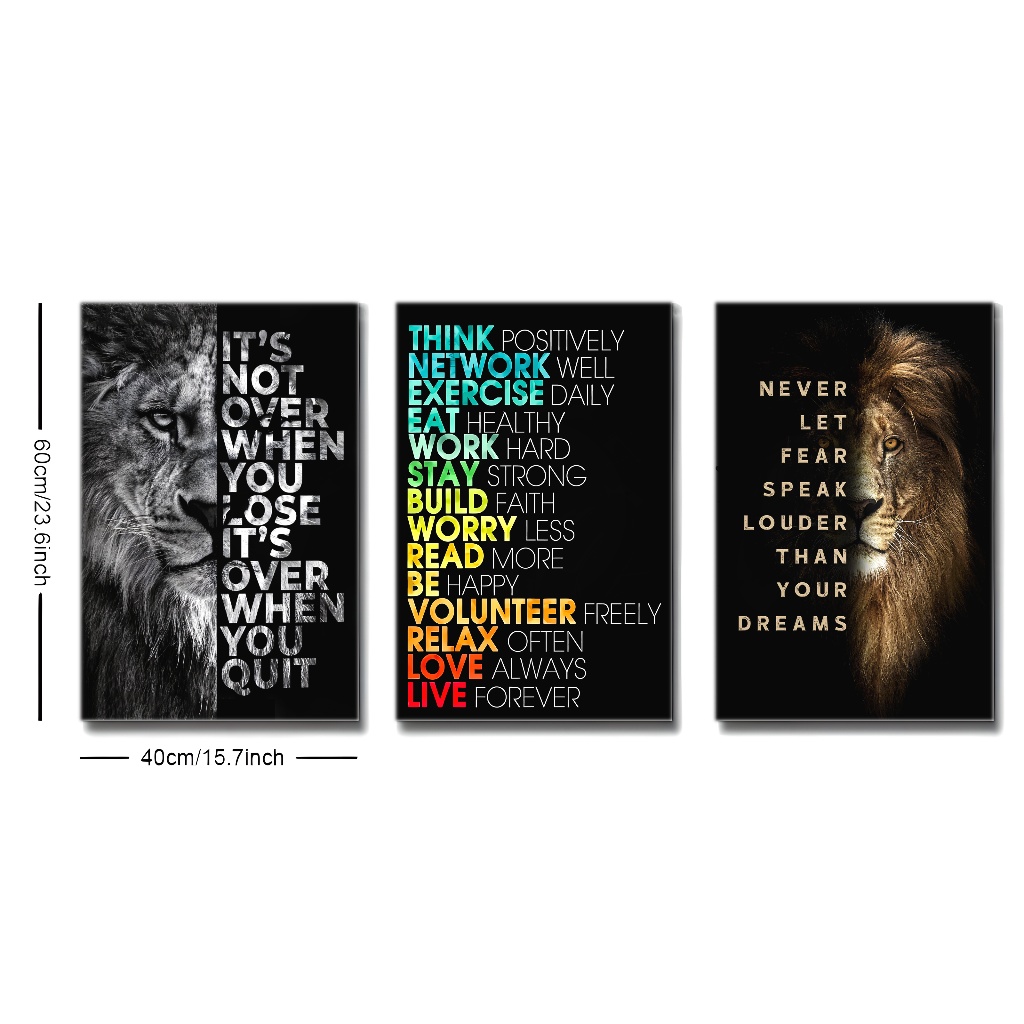 60cm/23.6inch
40cm/15.7inch
IT'S
NOT
OVER
WHEN
YOU
LOSE
IT'S
OVER
WHEN
YOU
QUIT
THINK POSITIVELY
NETWORK WELL
EXERCISE DAILY
EAT HEALTHY
WORK HARD
STAY STRONG
BUILD FAITH
WORRY LESS
READ MORE
BE HAPPY
VOLUNTEER FREELY
RELAX OFTEN
LOVE ALWAYS
LIVE FOREVER
NEVER
LET
FEAR
SPEAK
LOUDER
THAN
YOUR
DREAMS